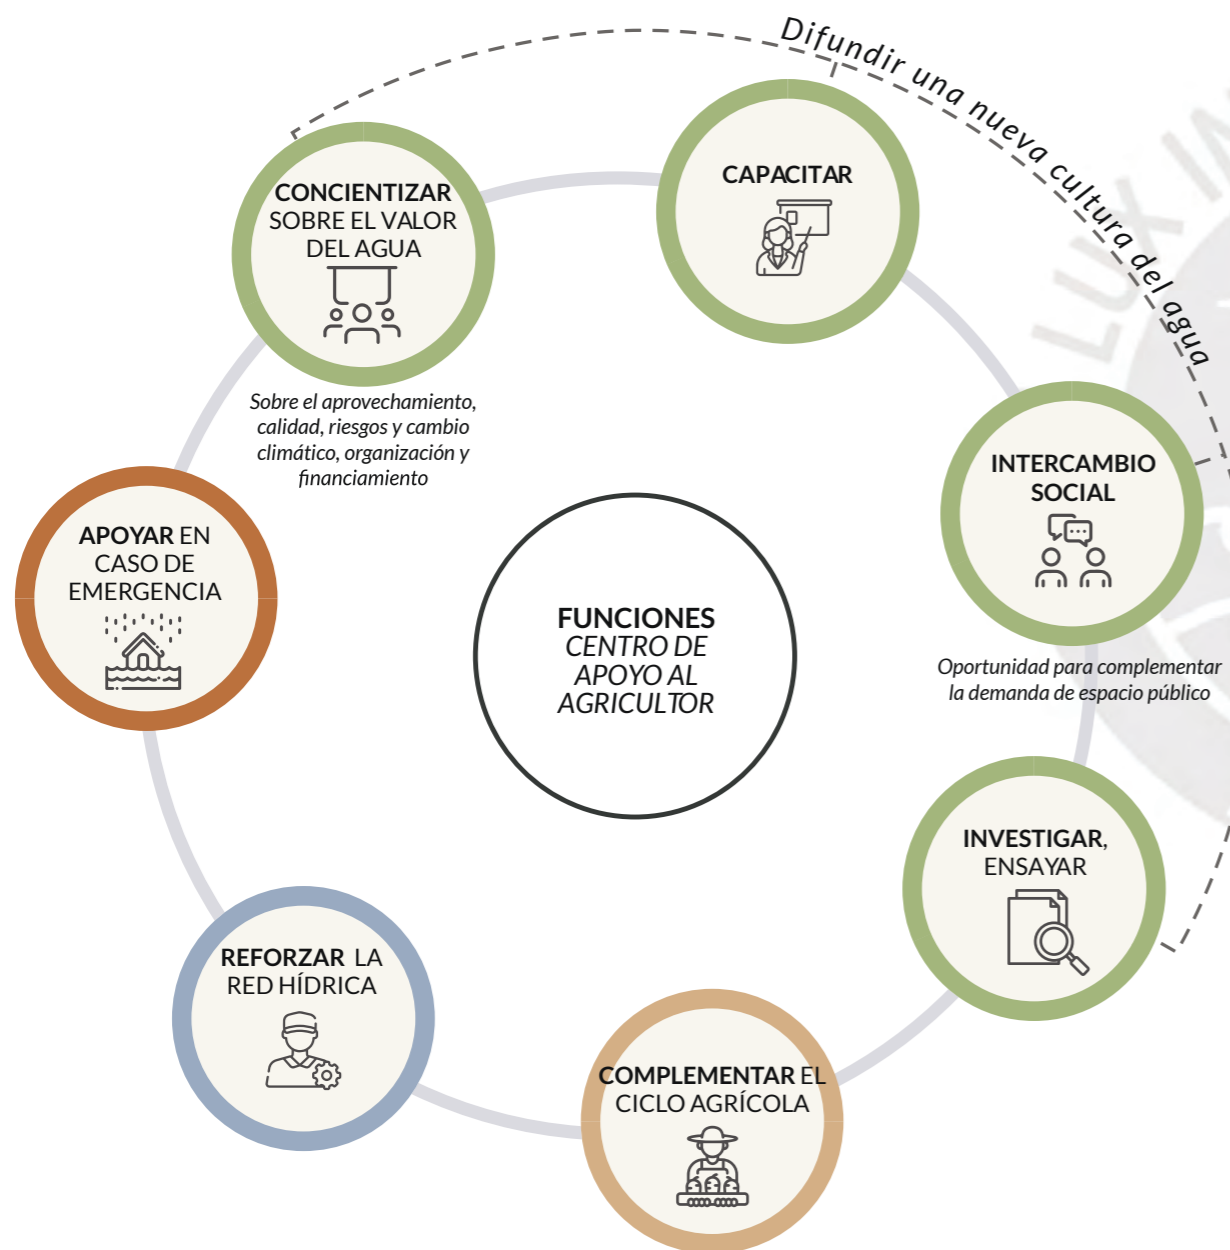 Difundir una nueva cultura del agua
CONCIENTIZAR
SOBRE EL VALOR
DEL AGUA
Sobre el aprovechamiento,
calidad, riesgos y cambio
climático, organización y
financiamiento
CAPACITAR
INTERCAMBIO
SOCIAL
Oportunidad para complementar
la demanda de espacio público
INVESTIGAR,
ENSAYAR
COMPLEMENTAR EL
CICLO AGRÍCOLA
REFORZAR LA
RED HÍDRICA
APOYAR EN
CASO DE
EMERGENCIA
FUNCIONES
CENTRO DE
APOYO AL
AGRICULTOR
LUX IN